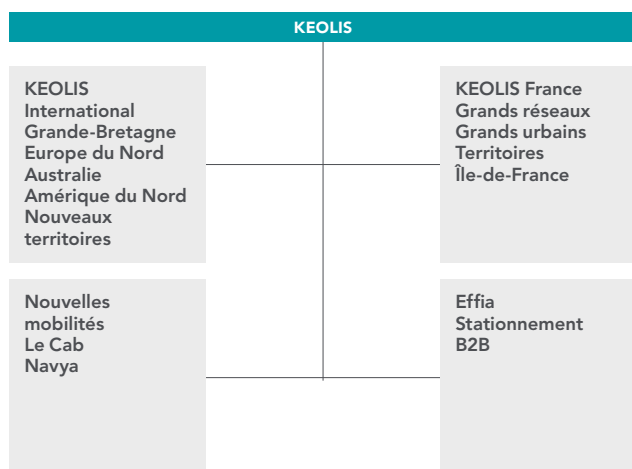 KEOLIS
KEOLIS
International
Grande-Bretagne
Europe du Nord
Australie
Amérique du Nord
Nouveaux
territoires
KEOLIS France
Grands réseaux
Grands urbains
Territoires
Île-de-France
Nouvelles
mobilités
Le Cab
Navya
Effia
Stationnement
B2B